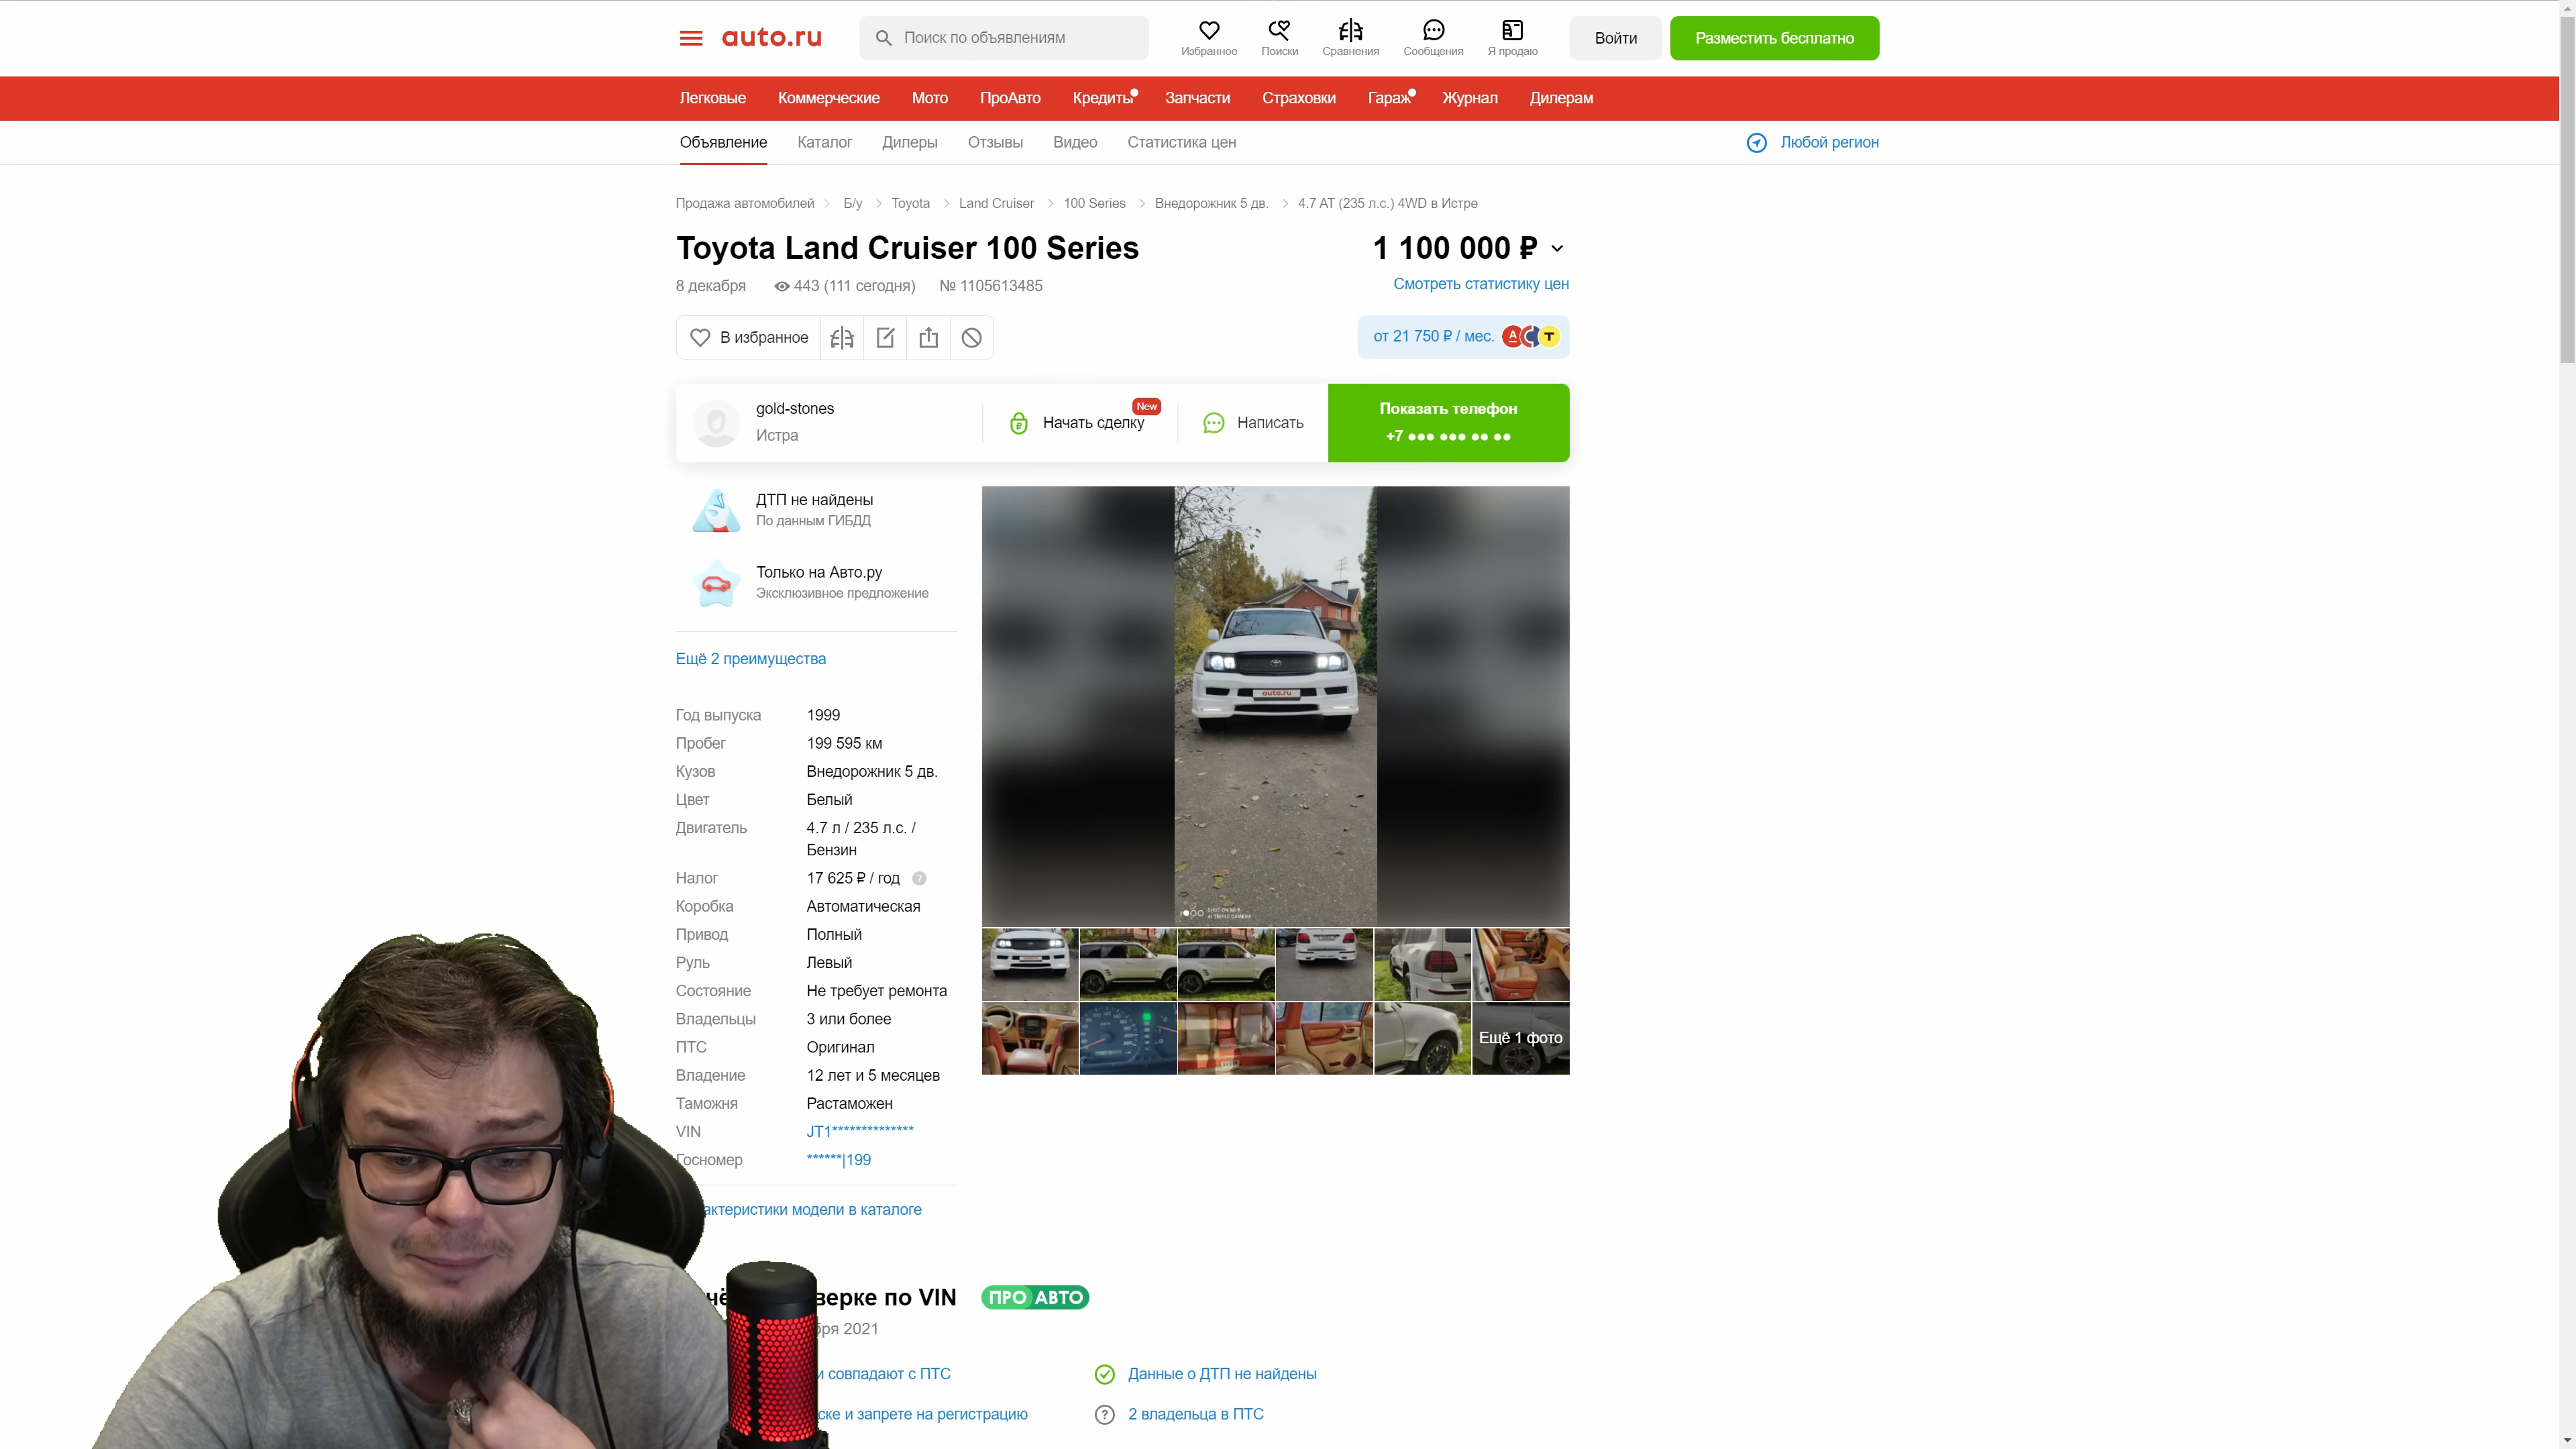 auto.ru
Поиск по объявлениям
Избранное
Поиски
Сравнения
Сообщения
Я продаю
Войти
Разместить бесплатно
Легковые Коммерческие Мото ПроАвто Кредиты Запчасти Страховки Гараж Журнал Дилерам
Объявление Каталог Дилеры Отзывы Видео Статистика цен
Любой регион
Продажа автомобилей > Б/у > Toyota > Land Cruiser > 100 Series > Внедорожник 5 дв. > 4.7 AT (235 л.с.) 4WD в Истре
Toyota Land Cruiser 100 Series
1 100 000 ₽
8 декабря 443 (111 сегодня) № 1105613485
Смотреть статистику цен
В избранное
от 21 750 ₽ / мес.
gold-stones
Истра
Начать сделку
New
Написать
Показать телефон
+7 ●●● ●●● ●● ●●
ДТП не найдены
По данным ГИБДД
Только на Авто.ру
Эксклюзивное предложение
Ещё 2 преимущества
Год выпуска 1999
Пробег 199 595 км
Кузов Внедорожник 5 дв.
Цвет Белый
Двигатель 4.7 л / 235 л.с. /
Бензин
Налог 17 625 ₽ / год ?
Коробка Автоматическая
Привод Полный
Руль Левый
Состояние Не требует ремонта
Владельцы 3 или более
ПТС Оригинал
Владение 12 лет и 5 месяцев
Таможня Растаможен
VIN JT1**************
Госномер ******|199
auto.ru
AI TRIPLE CAMERA
Ещё 1 фото
актеристики модели в каталоге
верке по VIN
ПРО АВТО
бря 2021
и совпадают с ПТС
Данные о ДТП не найдены
ске и запрете на регистрацию
2 владельца в ПТС